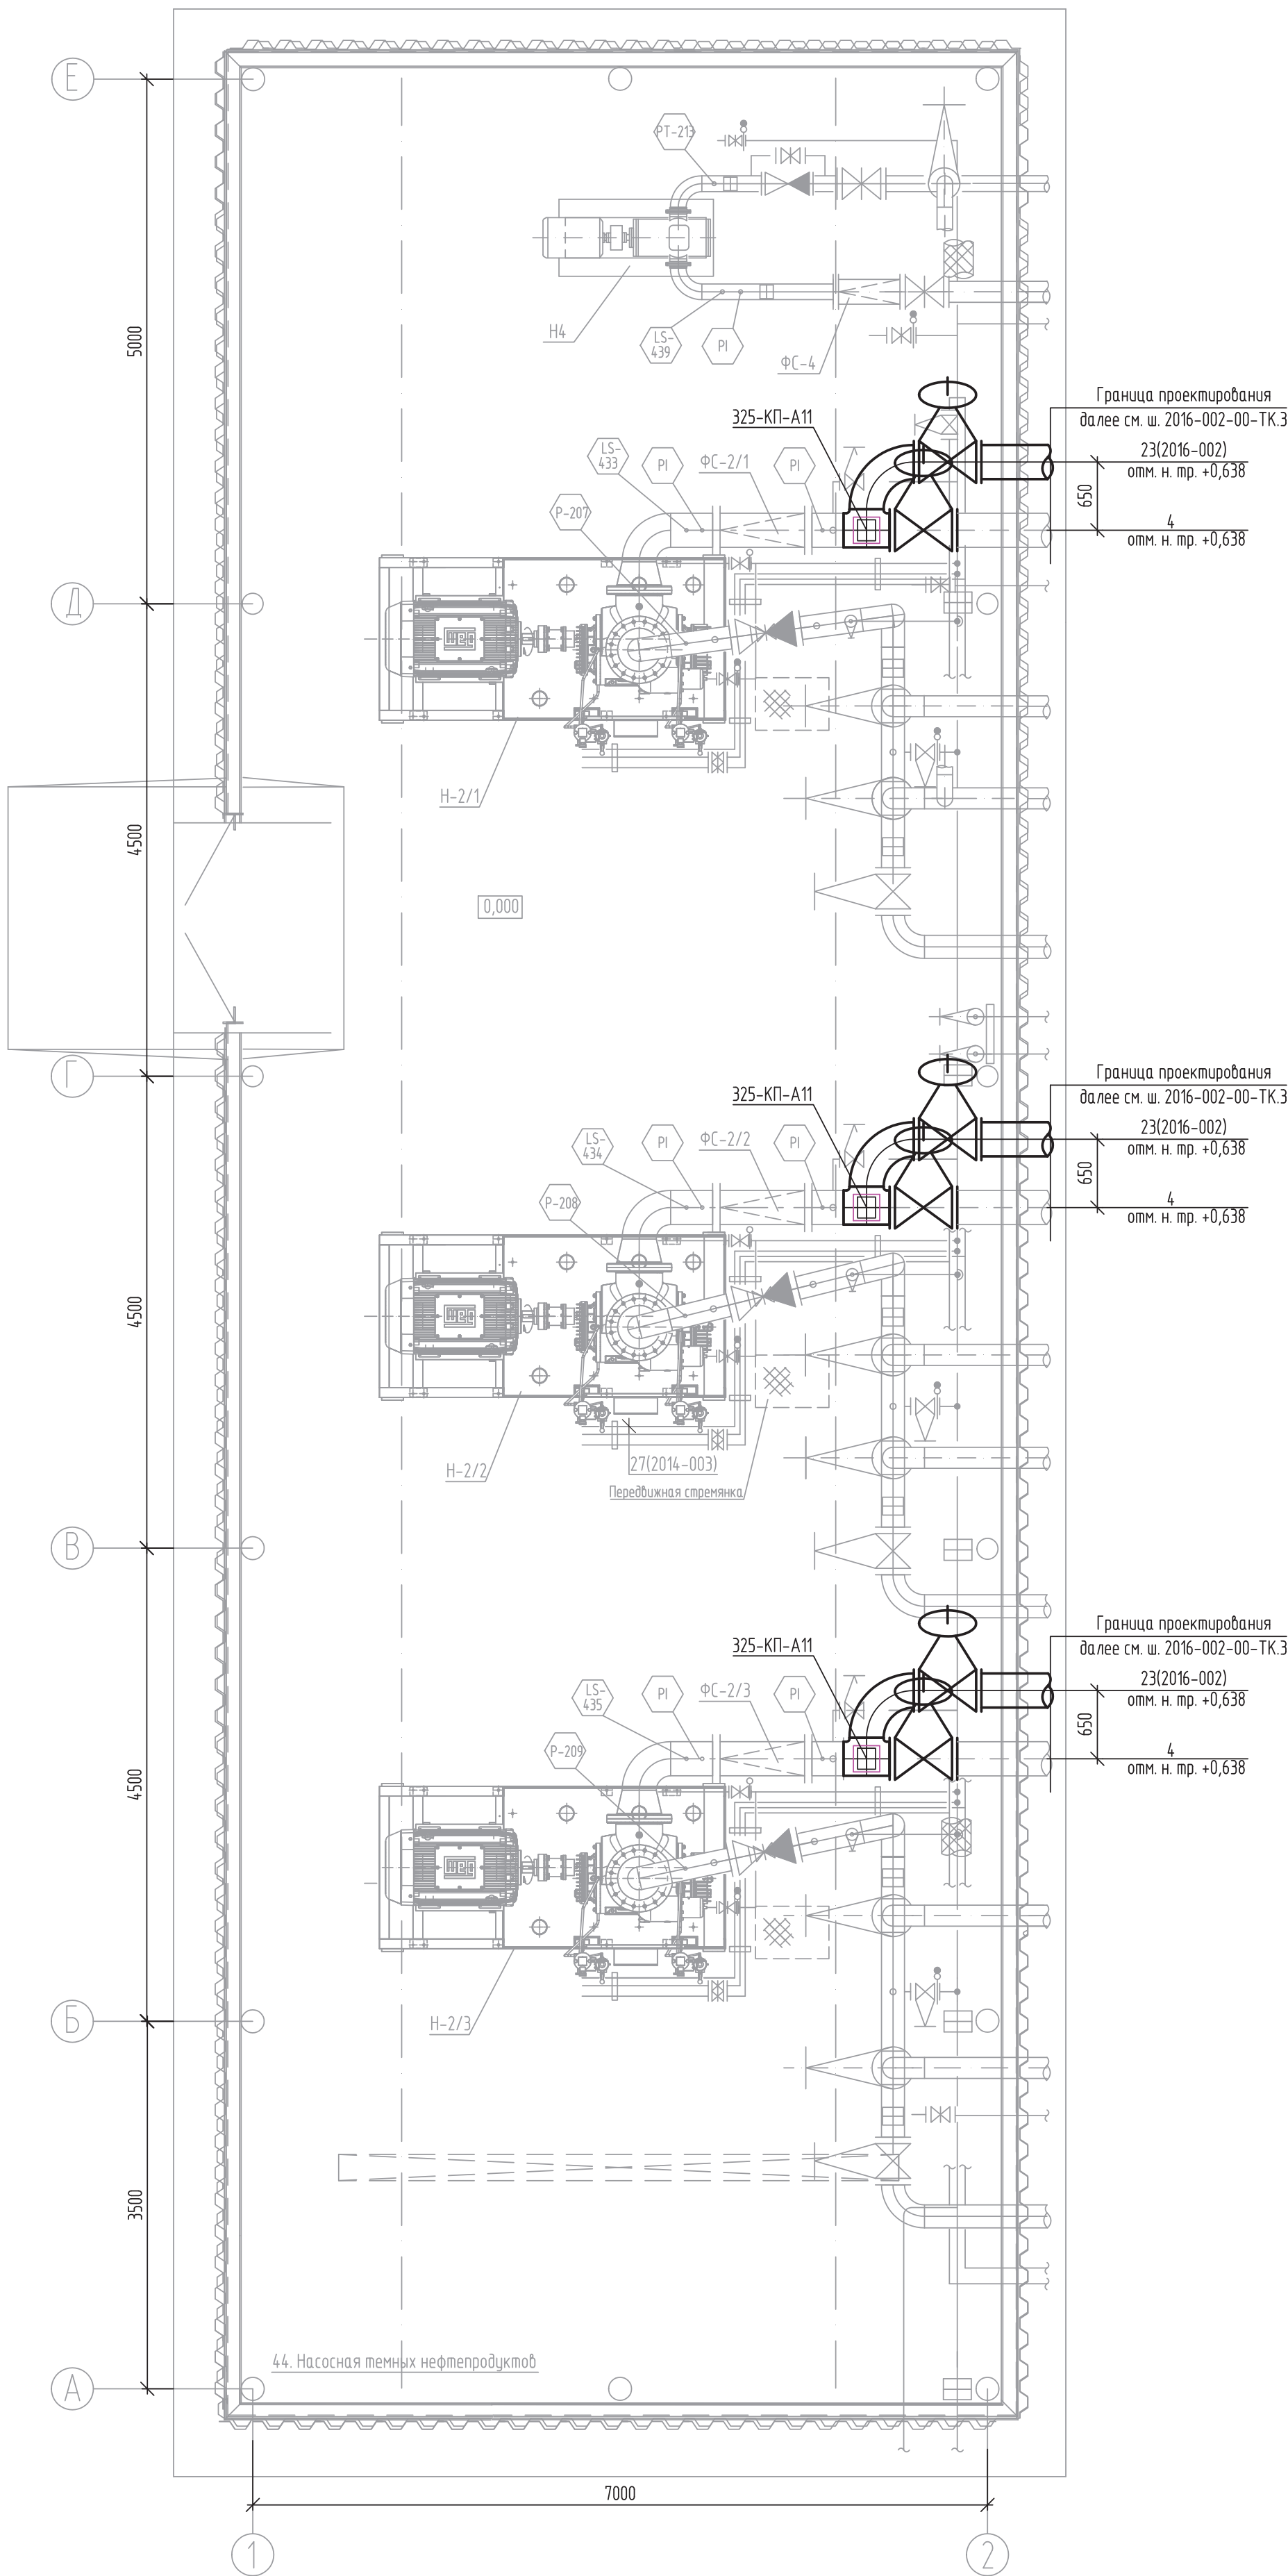 Е
PT-213
5000
Н4
LS-
439
PI
ФС-4
325-КП-А11
Граница проектирования
далее см. ш. 2016-002-00-ТК.3
23(2016-002)
отм. н. тр. +0,638
650
4
отм. н. тр. +0,638
LS-
433
PI
ФС-2/1
PI
P-207
Д
Н-2/1
4500
0,000
Г
325-КП-А11
Граница проектирования
далее см. ш. 2016-002-00-ТК.3
23(2016-002)
отм. н. тр. +0,638
650
4
отм. н. тр. +0,638
LS-
434
PI
ФС-2/2
PI
P-208
4500
Н-2/2
27(2014-003)
Передвижная стремянка
В
325-КП-А11
Граница проектирования
далее см. ш. 2016-002-00-ТК.3
23(2016-002)
отм. н. тр. +0,638
650
4
отм. н. тр. +0,638
LS-
435
PI
ФС-2/3
PI
P-209
4500
Н-2/3
Б
3500
44. Насосная темных нефтепродуктов
А
7000
1
2